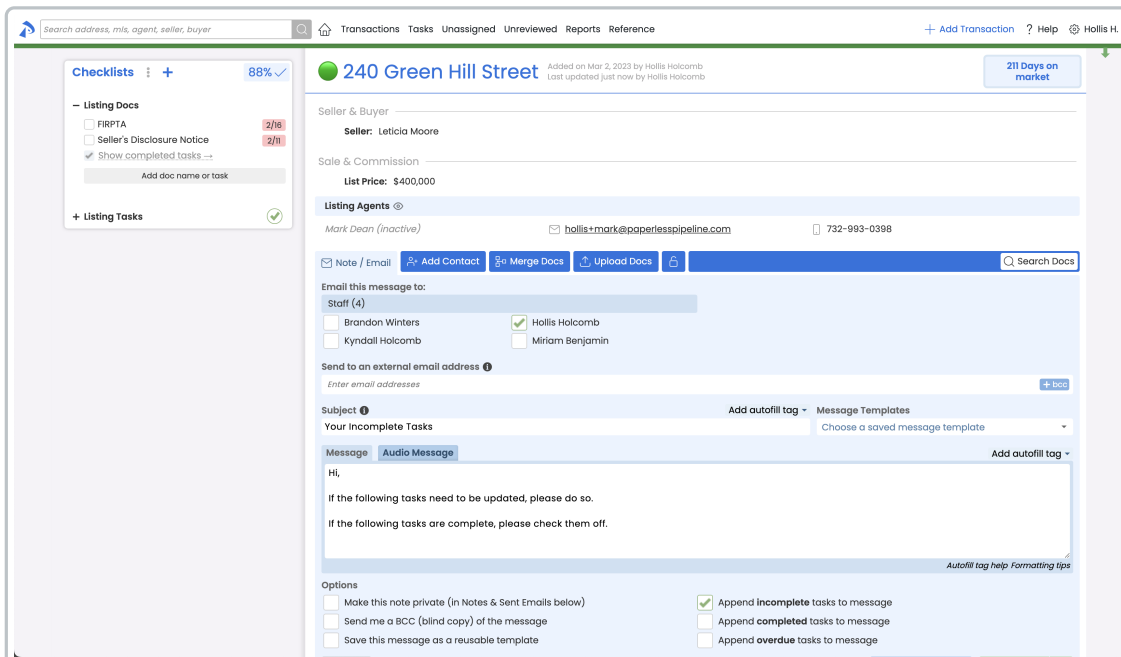 Search address, mls, agent, seller, buyer
Transactions Tasks Unassigned Unreviewed Reports Reference
+ Add Transaction ? Help Hollis H.
Checklists + 88%
– Listing Docs
FIRPTA 2/16
Seller's Disclosure Notice 2/11
Show completed tasks →
Add doc name or task
+ Listing Tasks
240 Green Hill Street
Added on Mar 2, 2023 by Hollis Holcomb
Last updated just now by Hollis Holcomb
211 Days on
market
Seller & Buyer
Seller: Leticia Moore
Sale & Commission
List Price: $400,000
Listing Agents
Mark Dean (inactive) hollis+mark@paperlesspipeline.com 732-993-0398
Note / Email Add Contact Merge Docs Upload Docs Search Docs
Email this message to:
Staff (4)
Brandon Winters Hollis Holcomb
Kyndall Holcomb Miriam Benjamin
Send to an external email address
Enter email addresses + bcc
Subject Add autofill tag Message Templates
Your Incomplete Tasks Choose a saved message template
Message Audio Message Add autofill tag
Hi,
If the following tasks need to be updated, please do so.
If the following tasks are complete, please check them off.
Autofill tag help Formatting tips
Options
Make this note private (in Notes & Sent Emails below) Append incomplete tasks to message
Send me a BCC (blind copy) of the message Append completed tasks to message
Save this message as a reusable template Append overdue tasks to message